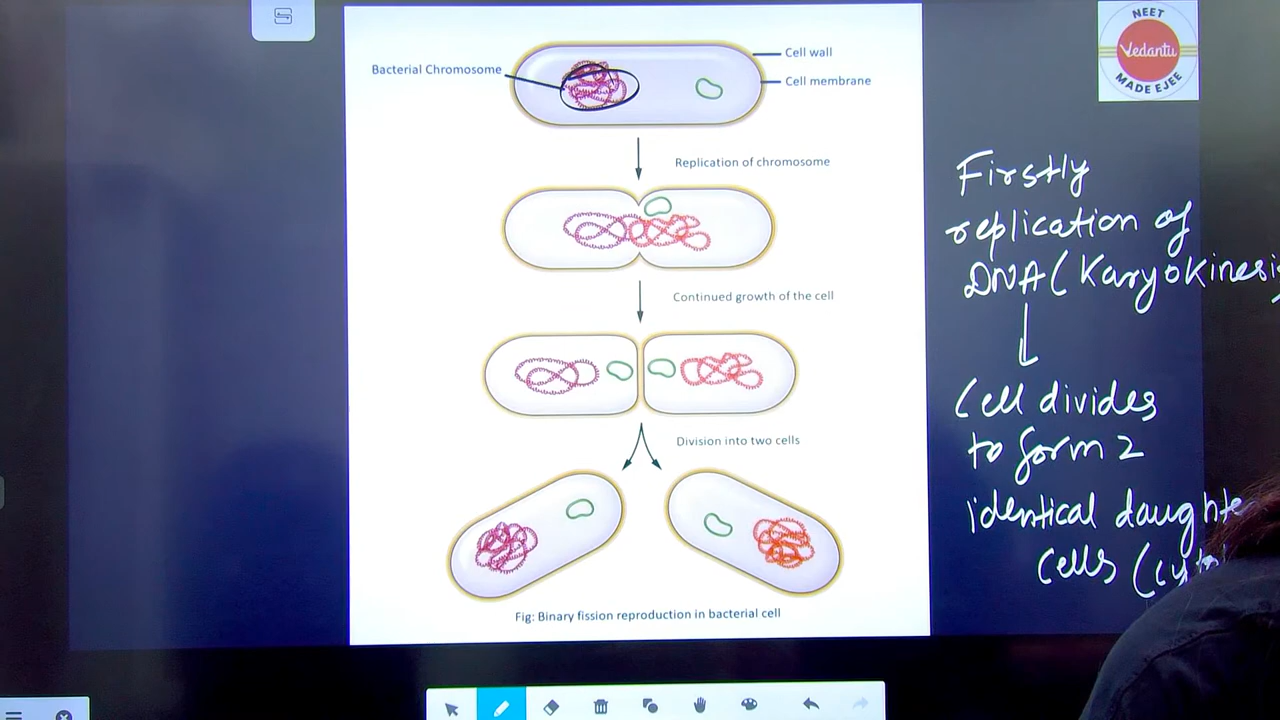 NEET
Vedantu
MADE EJEE
Cell wall
Bacterial Chromosome
Cell membrane
Replication of chromosome
Continued growth of the cell
Division into two cells
Fig: Binary fission reproduction in bacterial cell
Firstly
replication of
DNA (Karyokinesi
↓
Cell divides
to form 2
identical daughte
cells (cyt